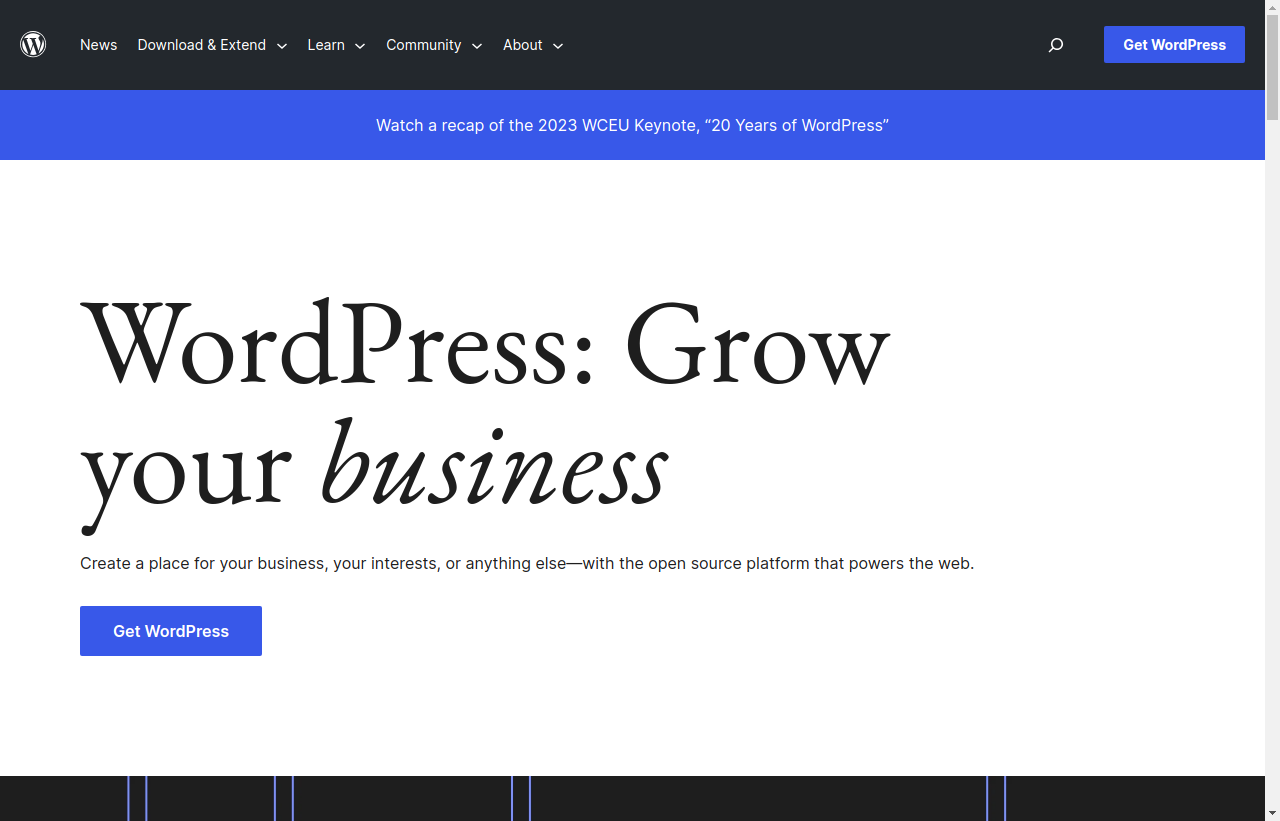 News Download & Extend Learn Community About Get WordPress
Watch a recap of the 2023 WCEU Keynote, “20 Years of WordPress”
WordPress: Grow
your business
Create a place for your business, your interests, or anything else—with the open source platform that powers the web.
Get WordPress